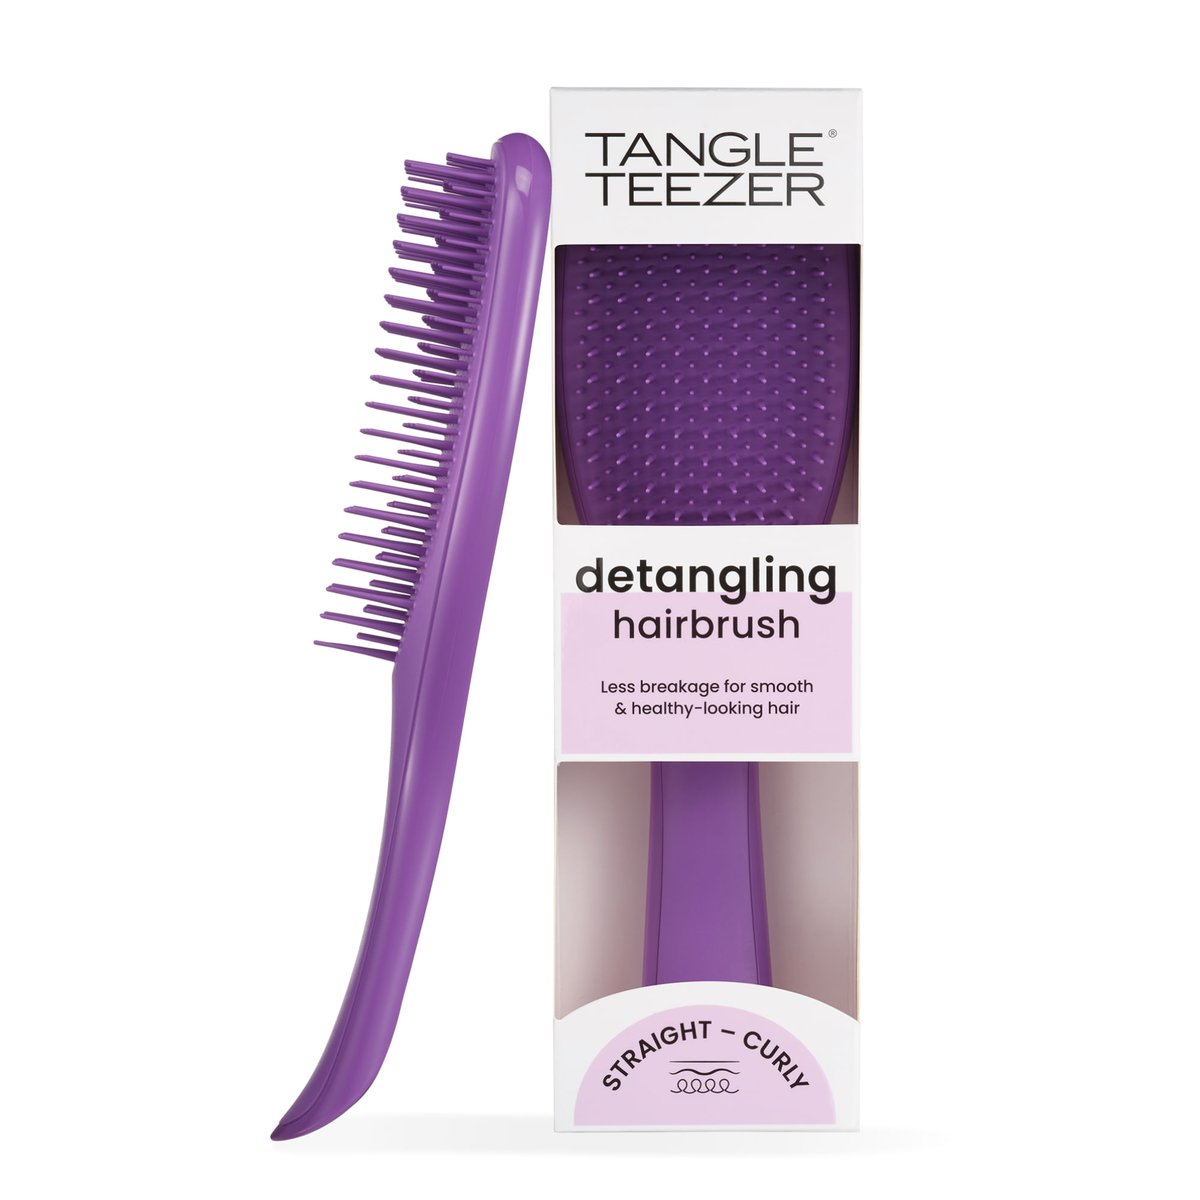 TANGLE®
TEEZER
detangling
hairbrush
Less breakage for smooth
& healthy-looking hair
STRAIGHT – CURLY